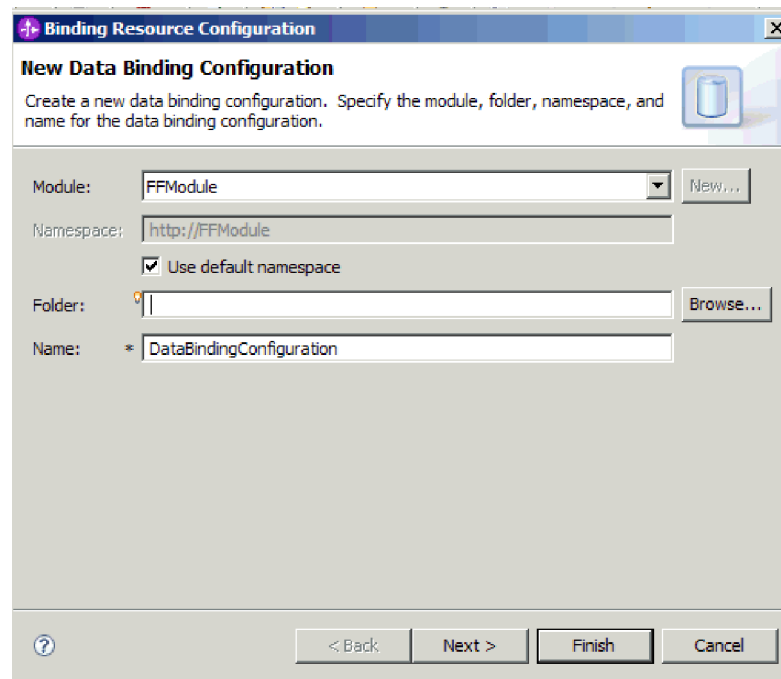 Binding Resource Configuration
New Data Binding Configuration
Create a new data binding configuration. Specify the module, folder, namespace, and
name for the data binding configuration.
Module: FFModule New...
Namespace: http://FFModule
Use default namespace
Folder: Browse...
Name: * DataBindingConfiguration
? < Back Next > Finish Cancel